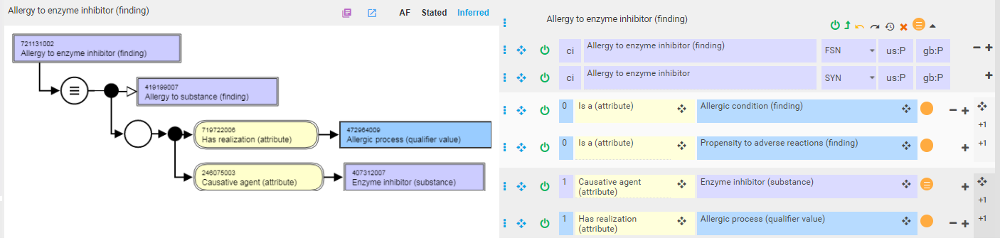 Allergy to enzyme inhibitor (finding)
AF Stated Inferred
721131002
Allergy to enzyme inhibitor (finding)
419199007
Allergy to substance (finding)
719722006
Has realization (attribute)
472964009
Allergic process (qualifier value)
246075003
Causative agent (attribute)
407312007
Enzyme inhibitor (substance)
Allergy to enzyme inhibitor (finding)
ci Allergy to enzyme inhibitor (finding) FSN us:P gb:P
ci Allergy to enzyme inhibitor SYN us:P gb:P
0 Is a (attribute) Allergic condition (finding)
+1
0 Is a (attribute) Propensity to adverse reactions (finding) +1
1 Causative agent Enzyme inhibitor (substance)
(attribute)
+1
1 Has realization Allergic process (qualifier value) +1
(attribute)